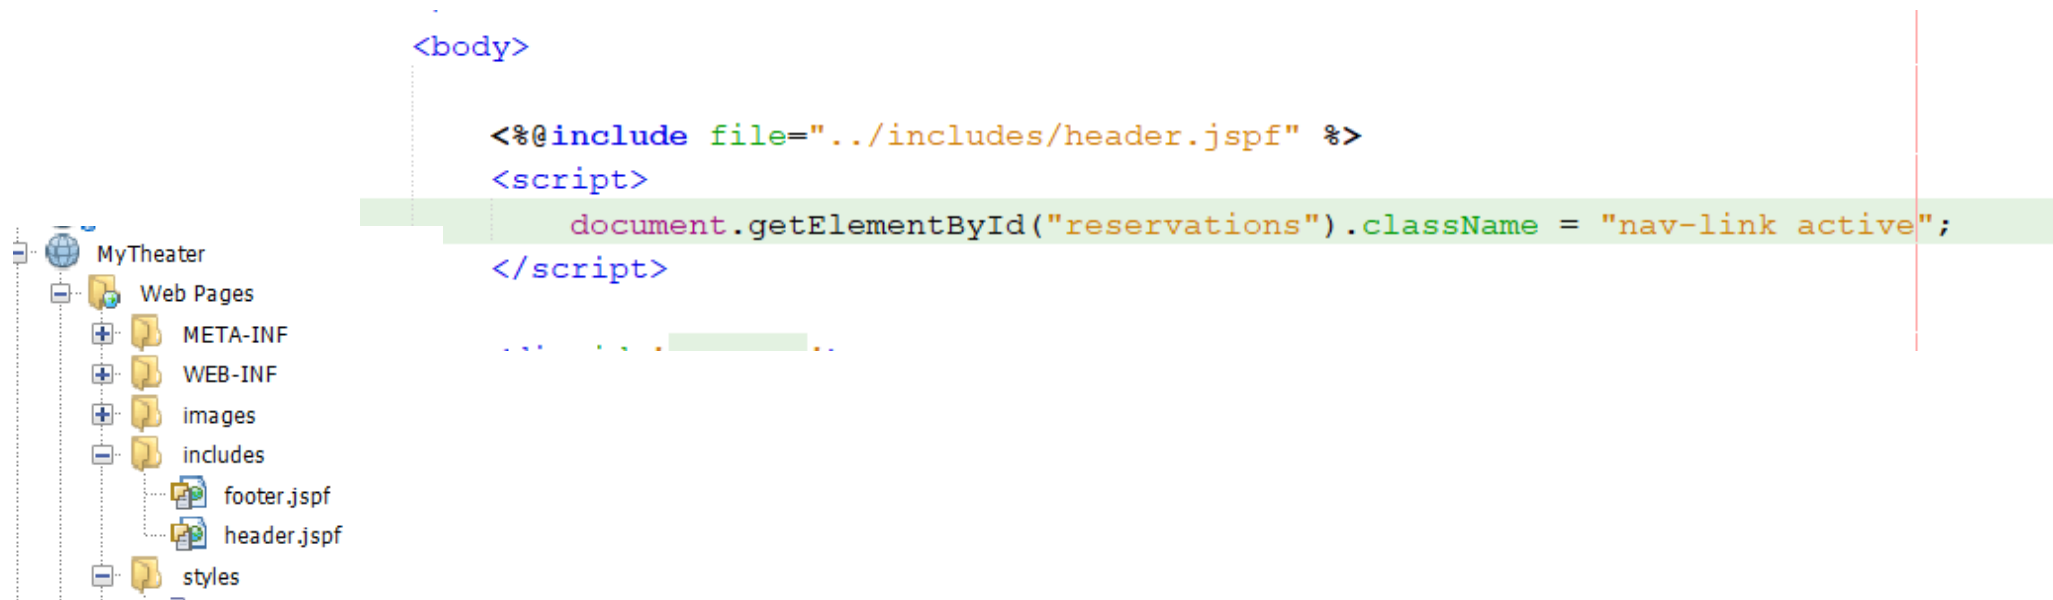 <body>
<%@include file="../includes/header.jspf" %>
<script>
document.getElementById("reservations").className = "nav-link active";
</script>
MyTheater
Web Pages
META-INF
WEB-INF
images
includes
footer.jspf
header.jspf
styles